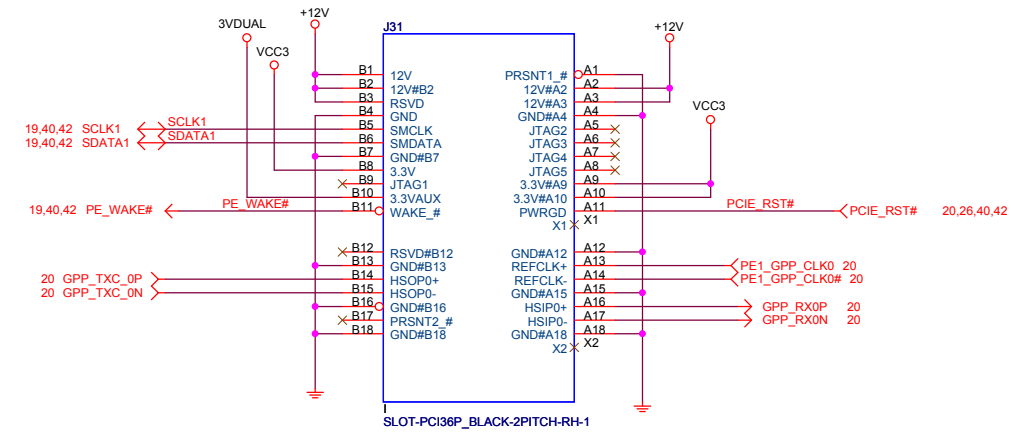 3VDUAL
+12V
VCC3
J31
+12V
VCC3
B1 12V PRSNT1_# A1
B2 12V#B2 12V#A2 A2
B3 RSVD 12V#A3 A3
B4 GND GND#A4 A4
19,40,42 SCLK1 SCLK1 B5 SMCLK JTAG2 A5
19,40,42 SDATA1 SDATA1 B6 SMDATA JTAG3 A6
B7 GND#B7 JTAG4 A7
B8 3.3V JTAG5 A8
B9 JTAG1 3.3V#A9 A9
B10 3.3VAUX 3.3V#A10 A10
19,40,42 PE_WAKE# PE_WAKE# B11 WAKE_# PWRGD A11 PCIE_RST# PCIE_RST# 20,26,40,42
X1 X1
B12 RSVD#B12 GND#A12 A12
B13 GND#B13 REFCLK+ A13 PE1_GPP_CLK0 20
20 GPP_TXC_0P B14 HSOP0+ REFCLK- A14 PE1_GPP_CLK0# 20
20 GPP_TXC_0N B15 HSOP0- GND#A15 A15
B16 GND#B16 HSIP0+ A16 GPP_RX0P 20
B17 PRSNT2_# HSIP0- A17 GPP_RX0N 20
B18 GND#B18 GND#A18 A18
X2 X2
SLOT-PCI36P_BLACK-2PITCH-RH-1